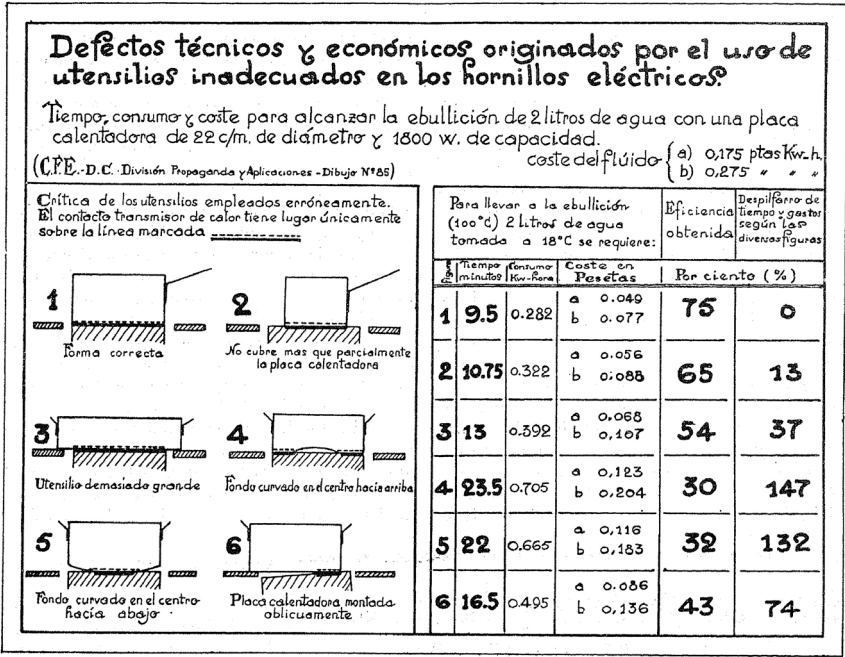 Defectos técnicos y económicos originados por el uso de
utensilios inadecuados en los hornillos eléctricos.
Tiempo, consumo y coste para alcanzar la ebullición de 2 litros de agua con una placa
calentadora de 22 c/m. de diámetro y 1800 w. de capacidad.
coste del flúido { a) 0,175 ptas Kw-h.
b) 0,275 " " "
(C.F.E.-D.C. División Propaganda y Aplicaciones - Dibujo Nº 85)
Crítica de los utensilios empleados erróneamente.
El contacto transmisor de calor tiene lugar únicamente
sobre la línea marcada
1
Forma correcta
2
No cubre mas que parcialmente
la placa calentadora
3
Utensilio demasiado grande
4
Fondo curvado en el centro hacia arriba
5
Fondo curvado en el centro
hacía abajo
6
Placa calentadora montada
oblicuamente
Para llevar a la ebullición
(100°C) 2 litros de agua
tomada a 18°C se requiere:
Eficiencia
obtenida
Despilfarro de
tiempo y gastos
según las
diversas figuras
Figura
Tiempo
minutos
Consumo
Kw-hora
Coste en
Pesetas
Por ciento (%)
1 9.5 0.282 a 0.049 75 0
b 0.077
2 10.75 0.322 a 0.056 65 13
b 0.088
3 13 0.392 a 0.068 54 37
b 0,107
4 23.5 0.705 a 0,123 30 147
b 0,204
5 22 0.665 a 0,116 32 132
b 0,183
6 16.5 0.495 a 0.086 43 74
b 0,136